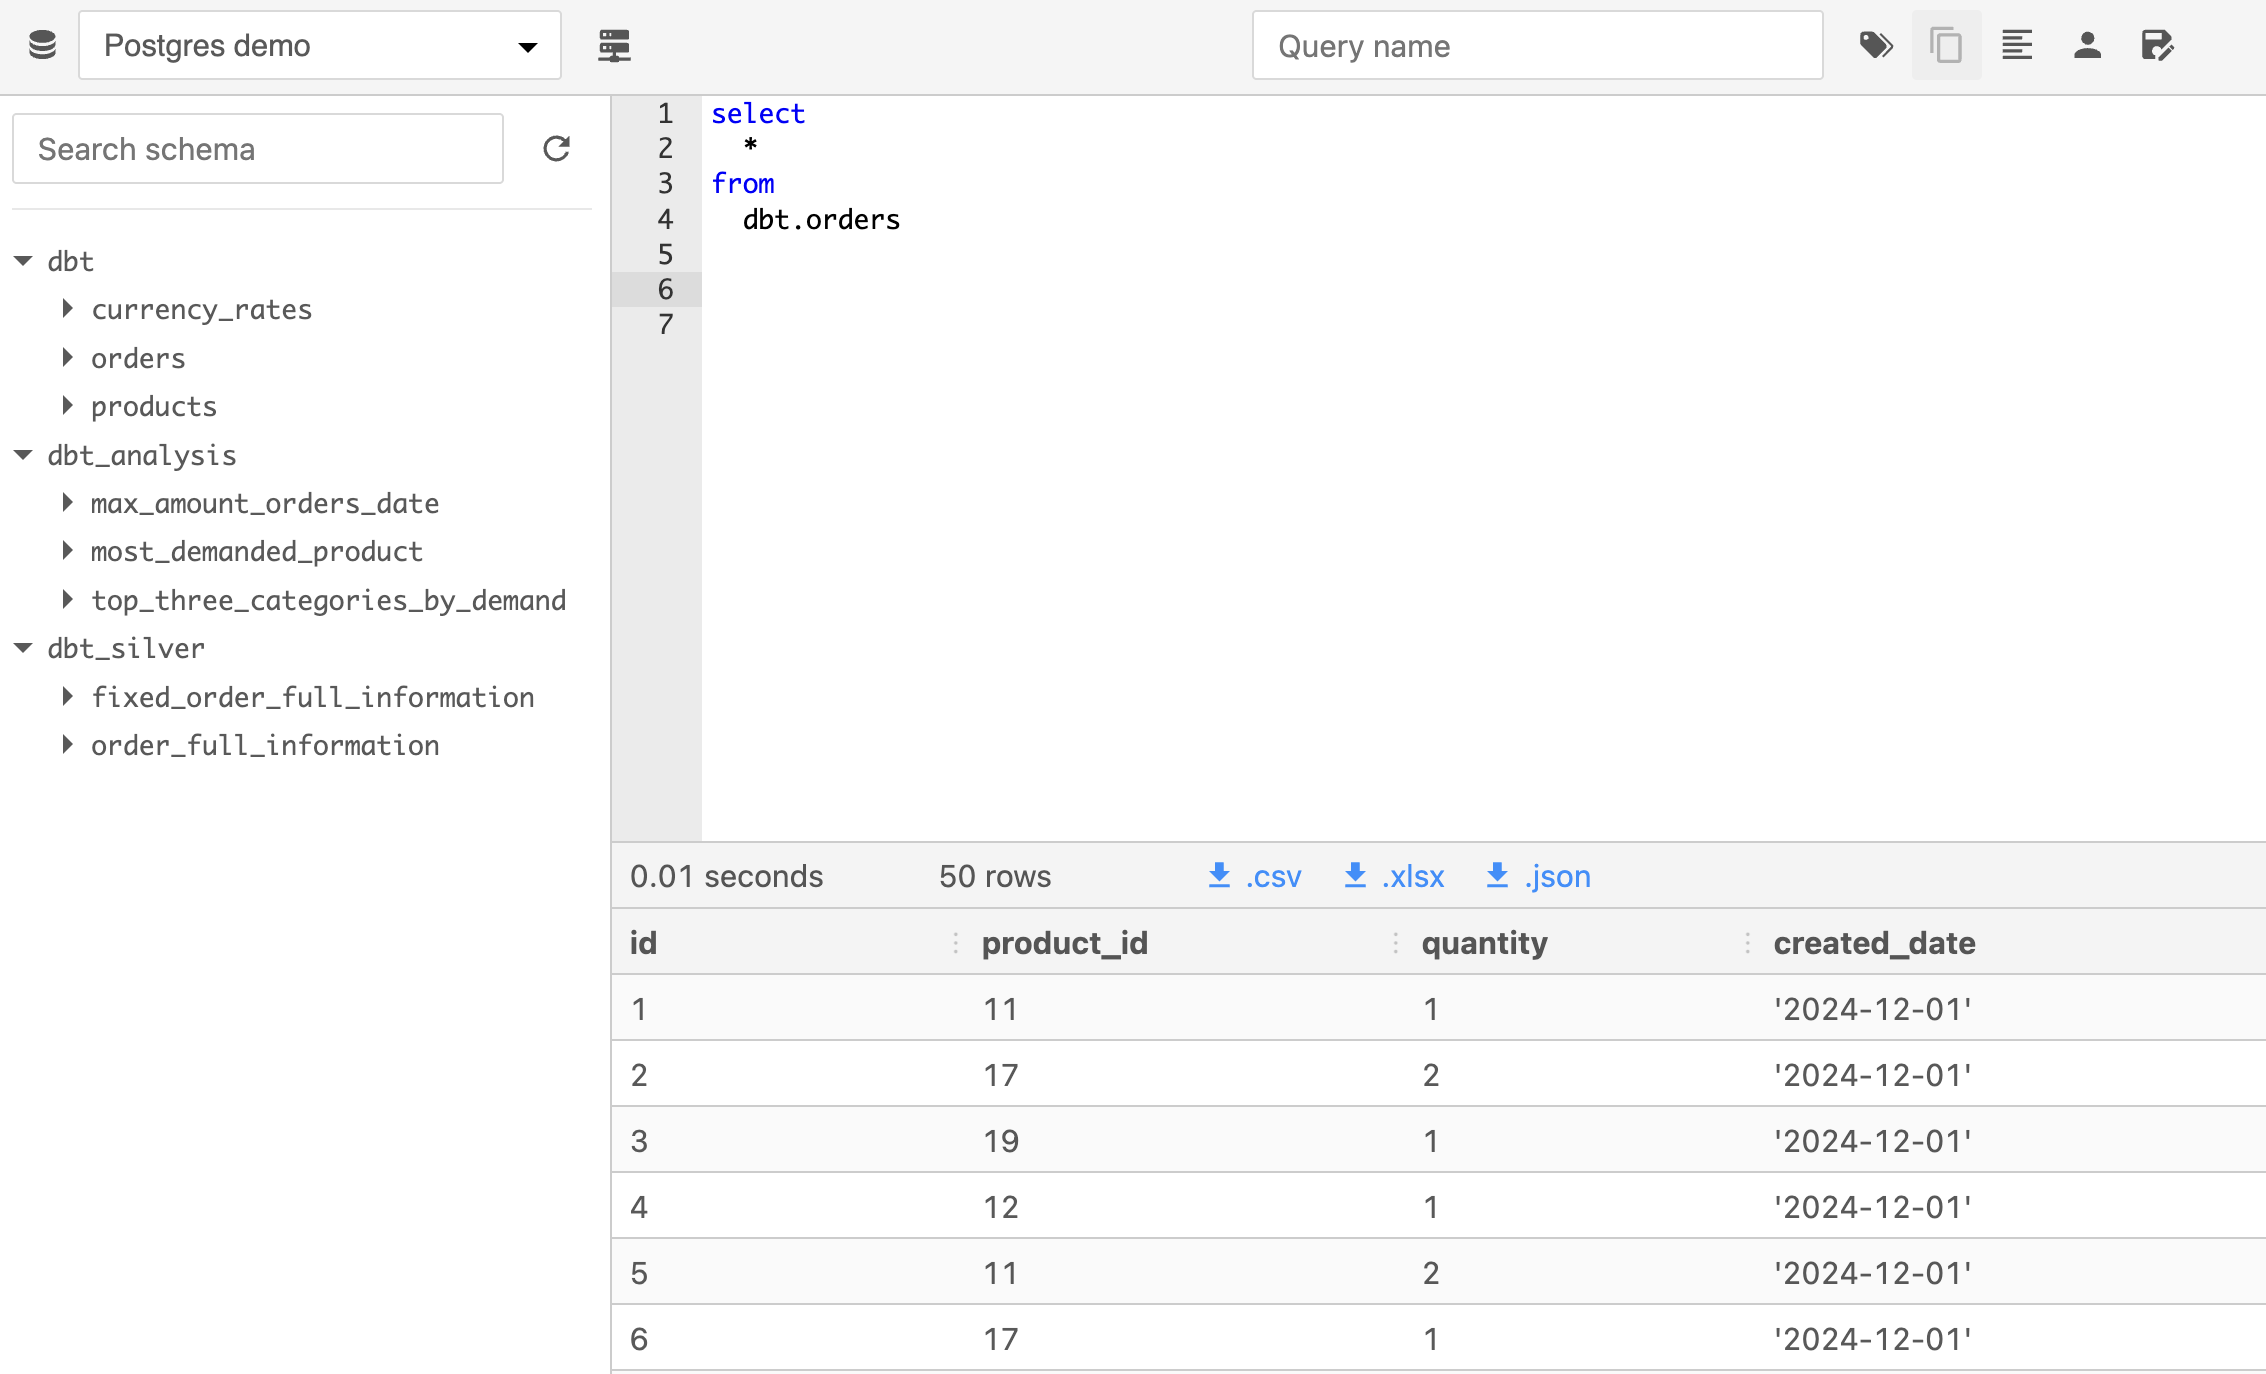 Postgres demo
Query name
Search schema
dbt
currency_rates
orders
products
dbt_analysis
max_amount_orders_date
most_demanded_product
top_three_categories_by_demand
dbt_silver
fixed_order_full_information
order_full_information
1 select
2 *
3 from
4 dbt.orders
5
6
7
0.01 seconds 50 rows .csv .xlsx .json
id product_id quantity created_date
1 11 1 '2024-12-01'
2 17 2 '2024-12-01'
3 19 1 '2024-12-01'
4 12 1 '2024-12-01'
5 11 2 '2024-12-01'
6 17 1 '2024-12-01'